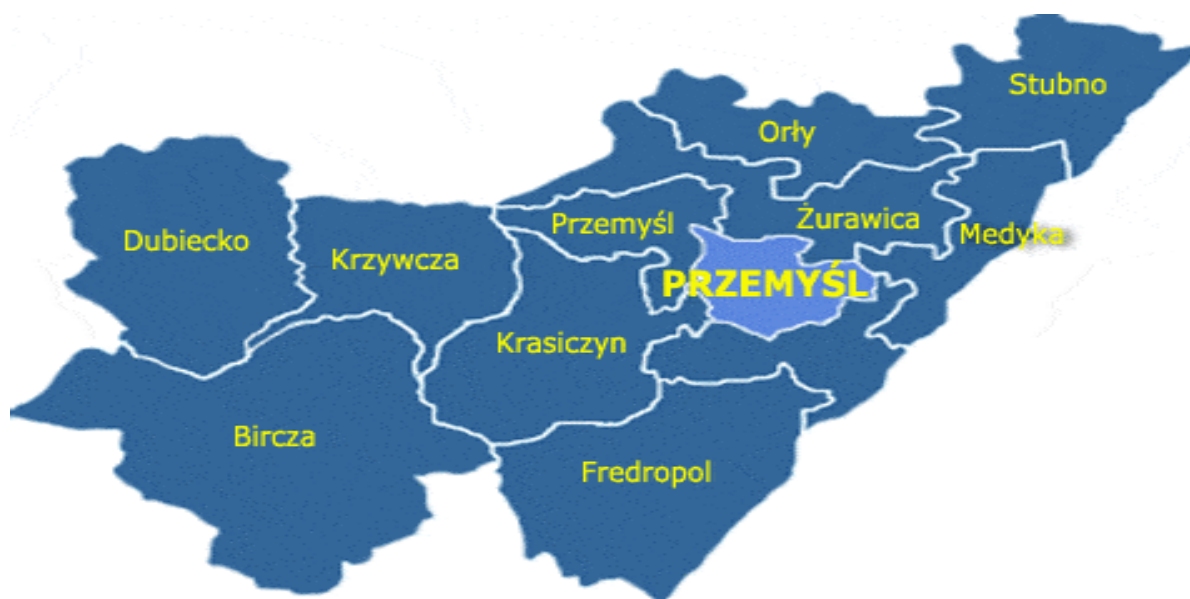 Stubno
Orły
Przemyśl
Żurawica
Medyka
Dubiecko
Krzywcza
PRZEMYŚL
Krasiczyn
Bircza
Fredropol